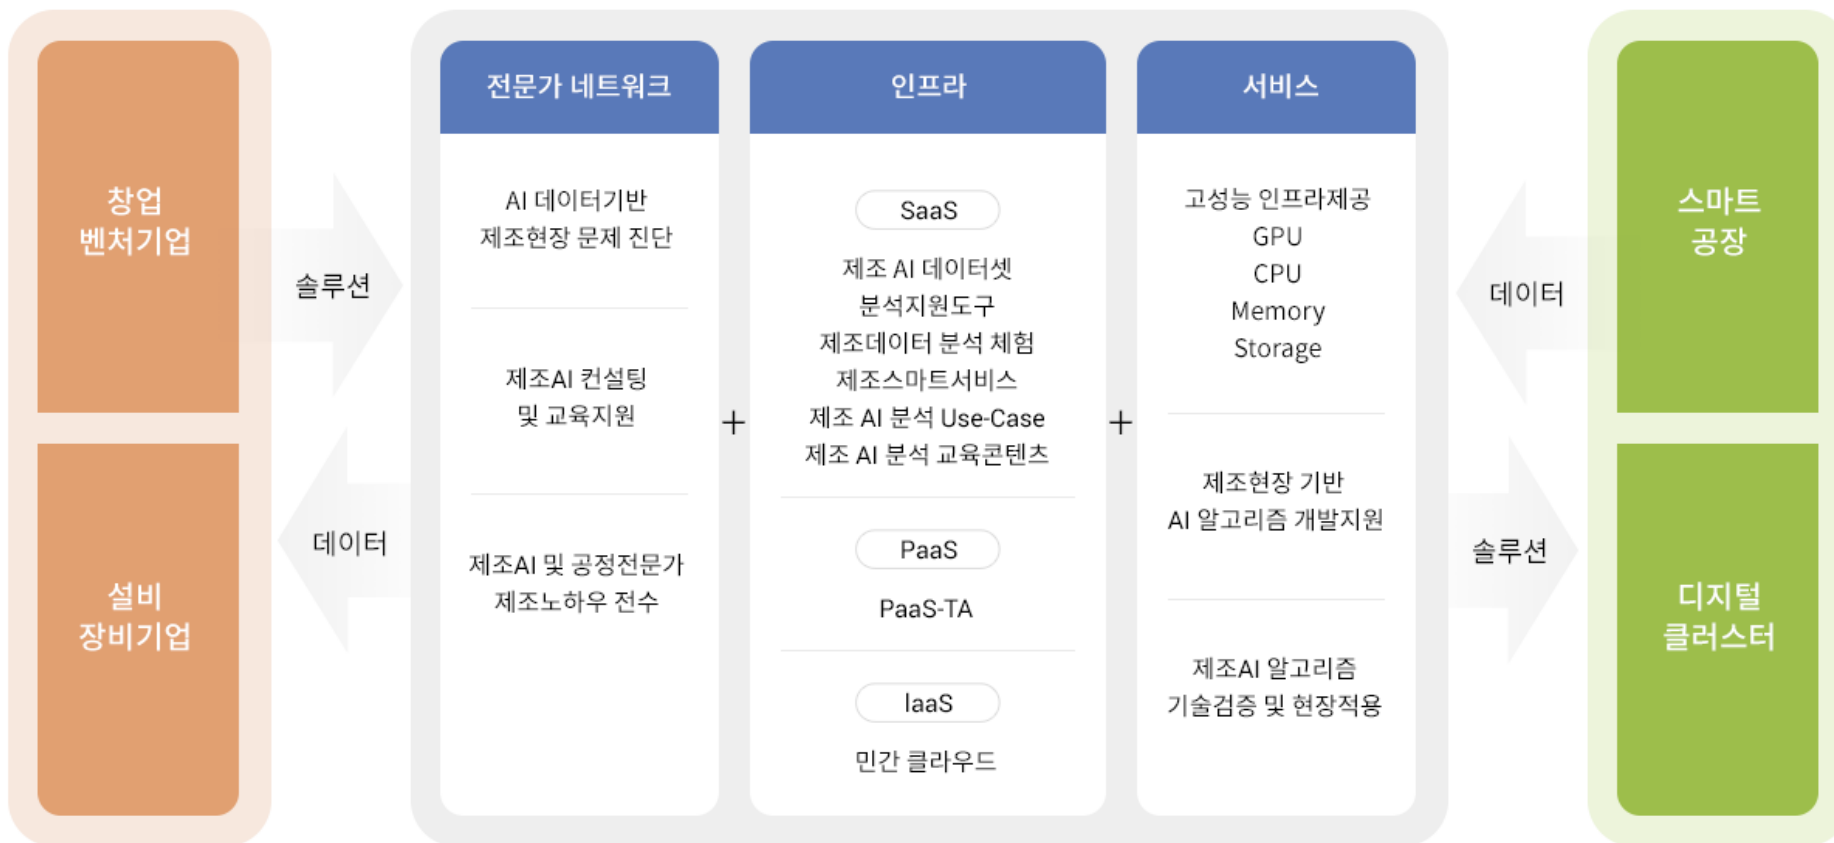 창업
벤처기업
설비
장비기업
솔루션
데이터
전문가 네트워크
AI 데이터기반
제조현장 문제 진단
제조AI 컨설팅
및 교육지원
제조AI 및 공정전문가
제조노하우 전수
+
인프라
SaaS
제조 AI 데이터셋
분석지원도구
제조데이터 분석 체험
제조스마트서비스
제조 AI 분석 Use-Case
제조 AI 분석 교육콘텐츠
PaaS
PaaS-TA
IaaS
민간 클라우드
+
서비스
고성능 인프라제공
GPU
CPU
Memory
Storage
제조현장 기반
AI 알고리즘 개발지원
제조AI 알고리즘
기술검증 및 현장적용
데이터
솔루션
스마트
공장
디지털
클러스터